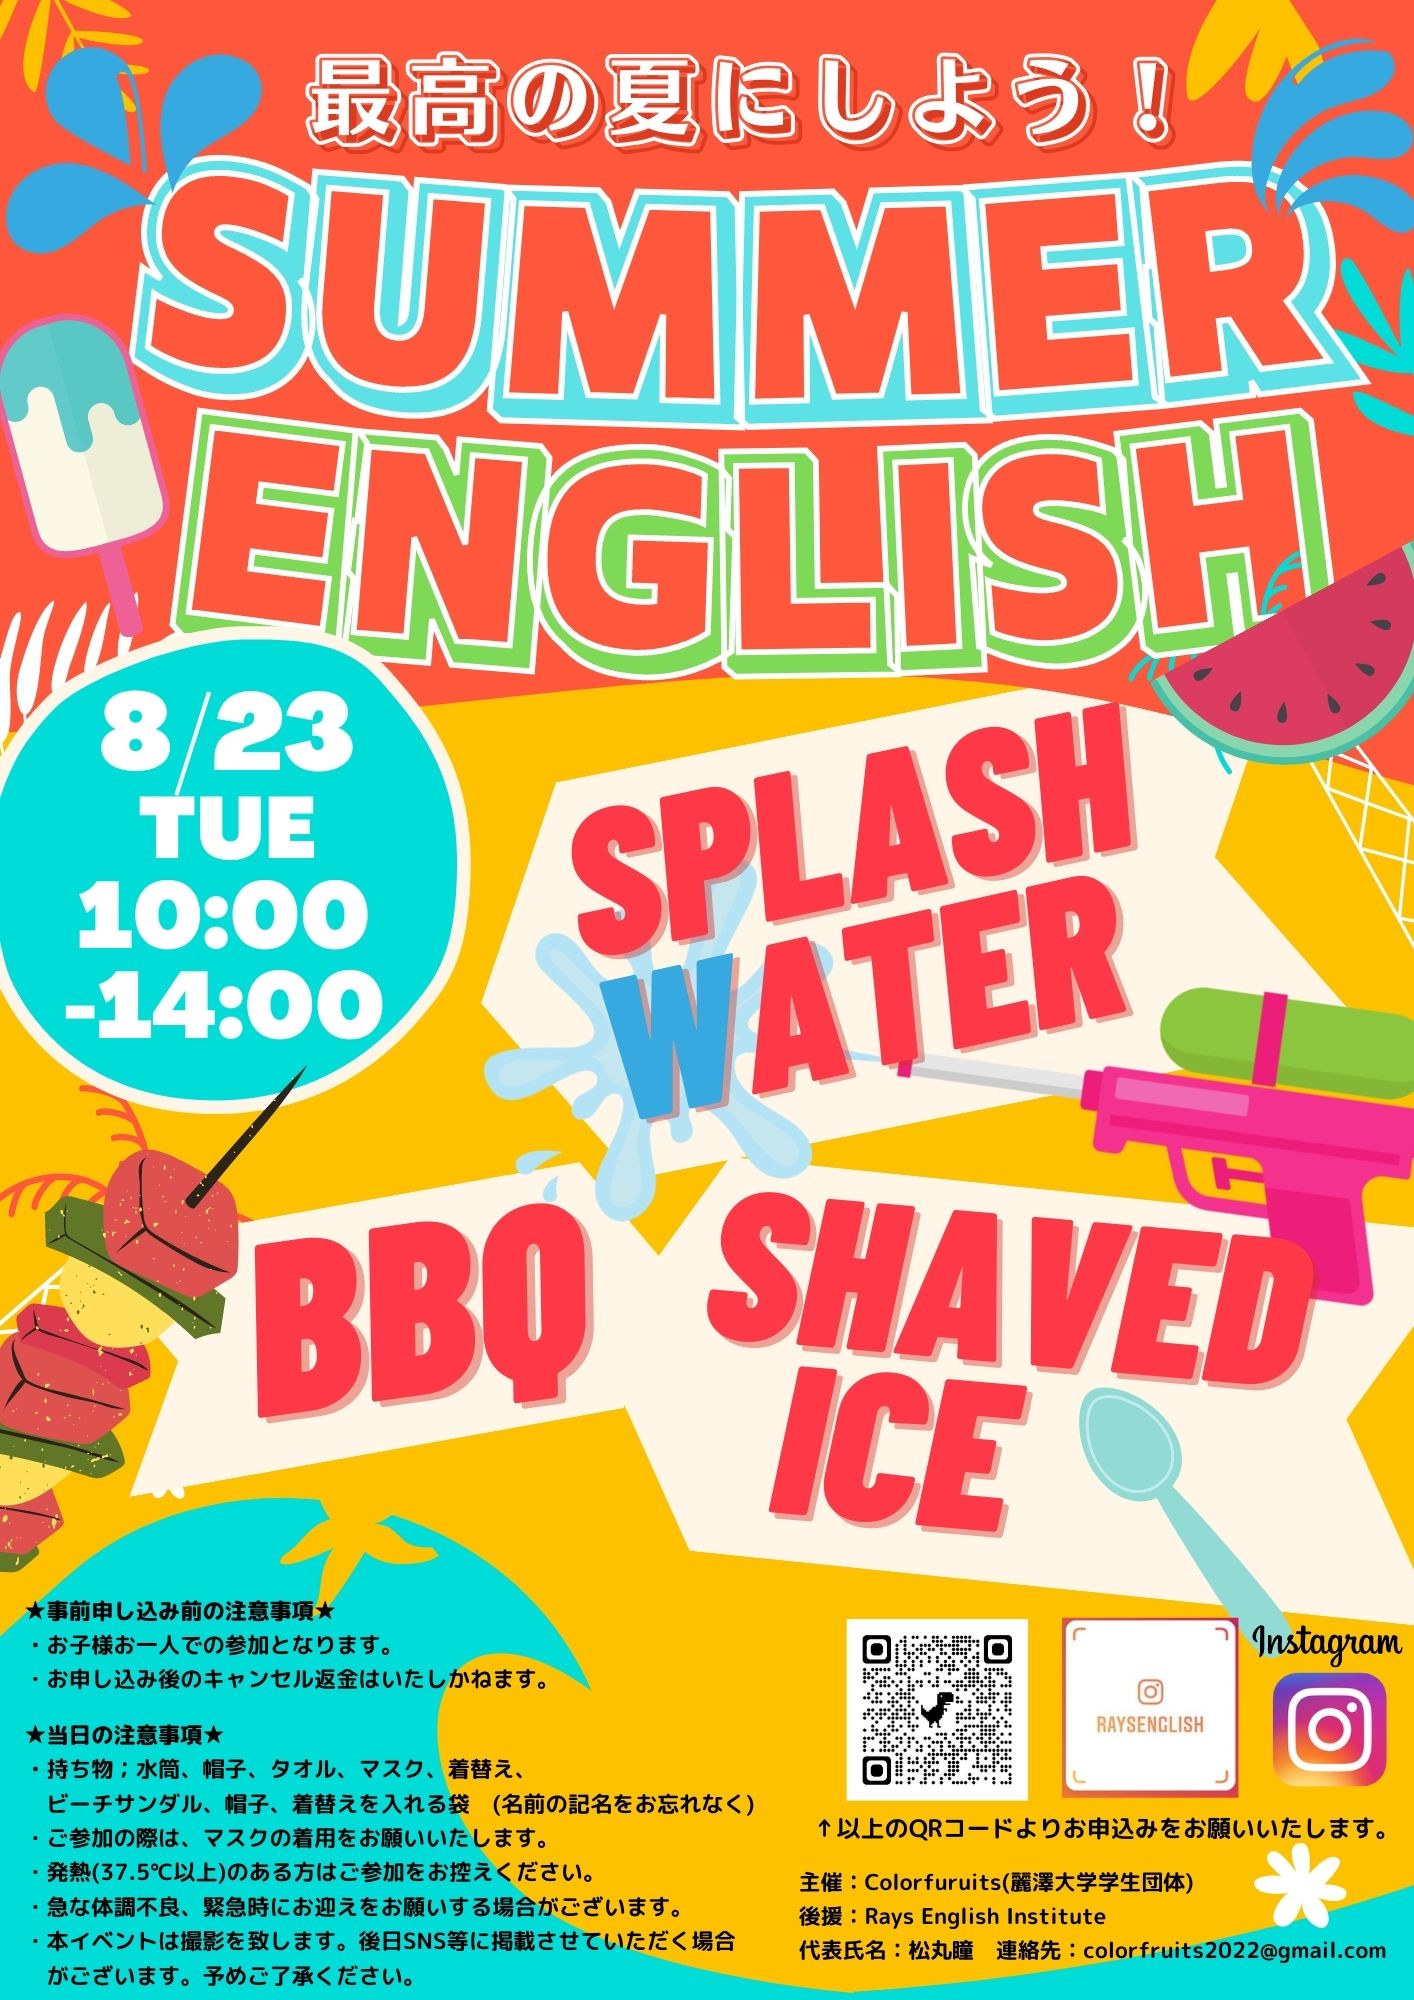 最高の夏にしよう！
SUMMER
ENGLISH
8/23
TUE
10:00
-14:00
SPLASH
WATER
BBQ
SHAVED
ICE
★事前申し込み前の注意事項★
・お子様お一人での参加となります。
・お申し込み後のキャンセル返金はいたしかねます。
★当日の注意事項★
・持ち物；水筒、帽子、タオル、マスク、着替え、
ビーチサンダル、帽子、着替えを入れる袋　(名前の記名をお忘れなく)
・ご参加の際は、マスクの着用をお願いいたします。
・発熱(37.5℃以上)のある方はご参加をお控えください。
・急な体調不良、緊急時にお迎えをお願いする場合がございます。
・本イベントは撮影を致します。後日SNS等に掲載させていただく場合
がございます。予めご了承ください。
RAYSENGLISH
Instagram
↑以上のQRコードよりお申込みをお願いいたします。
主催：Colorfuruits(麗澤大学学生団体)
後援：Rays English Institute
代表氏名：松丸瞳　連絡先：colorfruits2022@gmail.com